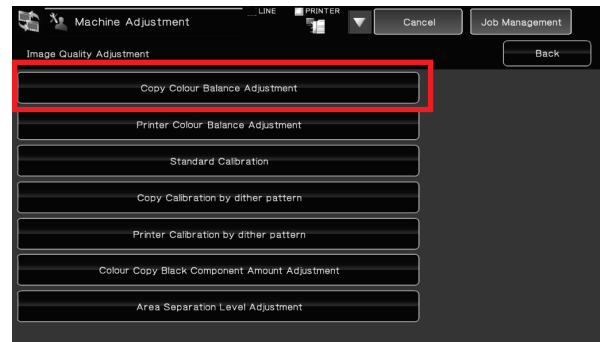 LINE PRINTER
Machine Adjustment
Cancel
Job Management
Image Quality Adjustment
Back
Copy Colour Balance Adjustment
Printer Colour Balance Adjustment
Standard Calibration
Copy Calibration by dither pattern
Printer Calibration by dither pattern
Colour Copy Black Component Amount Adjustment
Area Separation Level Adjustment